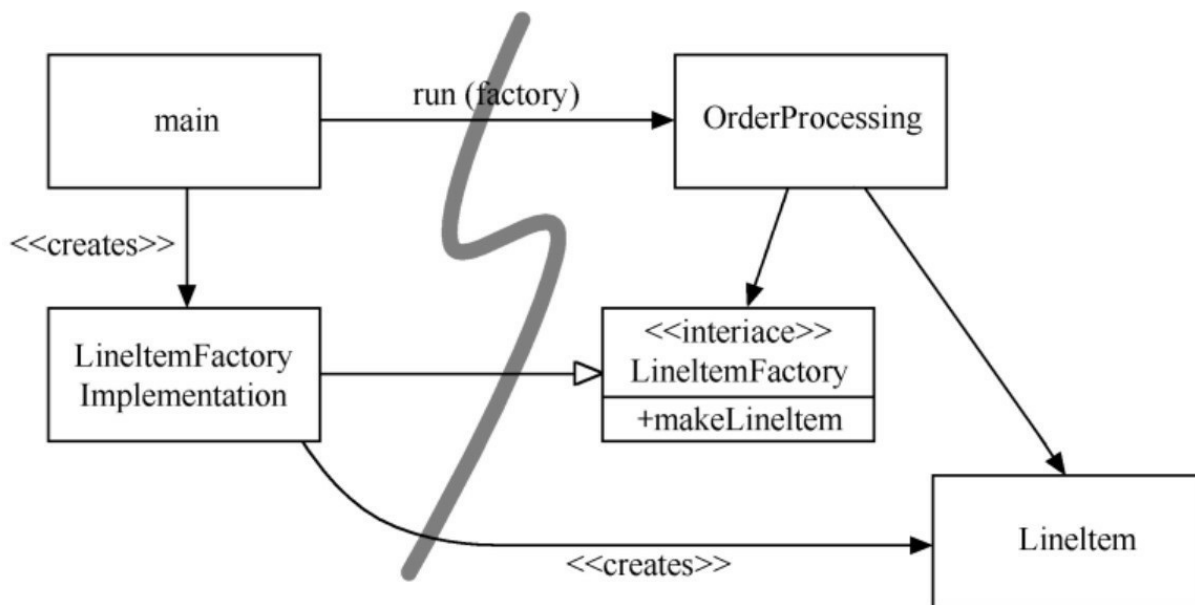 main
run (factory)
OrderProcessing
<<creates>>
LineItemFactory
Implementation
<<interiace>>
LineItemFactory
+makeLineItem
<<creates>>
LineItem